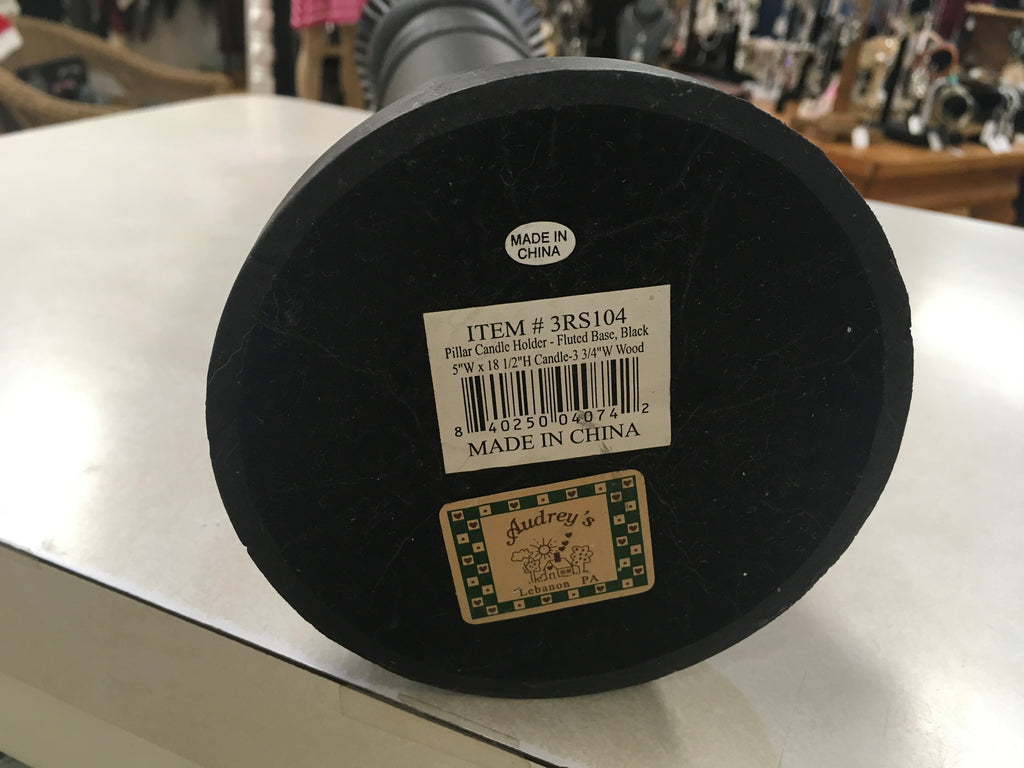 MADE IN
CHINA
ITEM # 3RS104
Pillar Candle Holder - Fluted Base, Black
5"W x 18 1/2"H Candle-3 3/4"W Wood
8 40250 04074 2
MADE IN CHINA
Audrey's
Lebanon PA